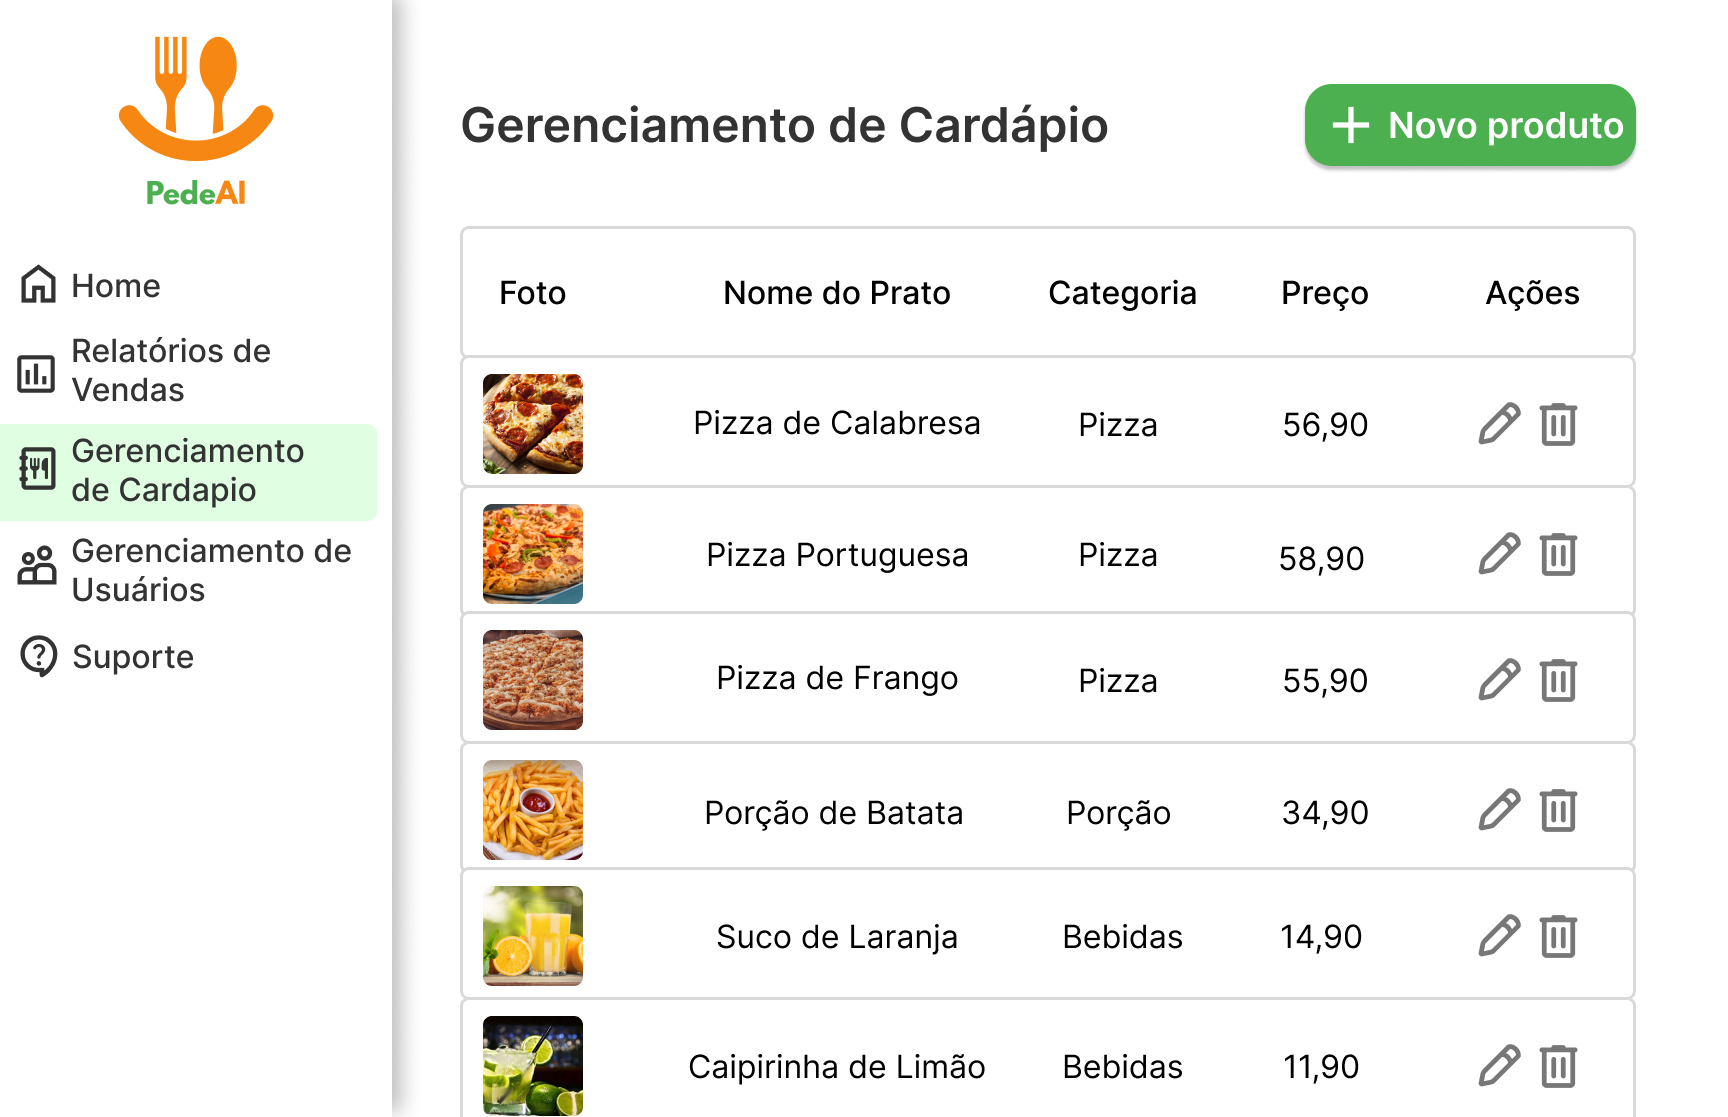 PedeAI
Home
Relatórios de
Vendas
Gerenciamento
de Cardapio
Gerenciamento de
Usuários
Suporte
Gerenciamento de Cardápio
+ Novo produto
Foto Nome do Prato Categoria Preço Ações
Pizza de Calabresa Pizza 56,90
Pizza Portuguesa Pizza 58,90
Pizza de Frango Pizza 55,90
Porção de Batata Porção 34,90
Suco de Laranja Bebidas 14,90
Caipirinha de Limão Bebidas 11,90